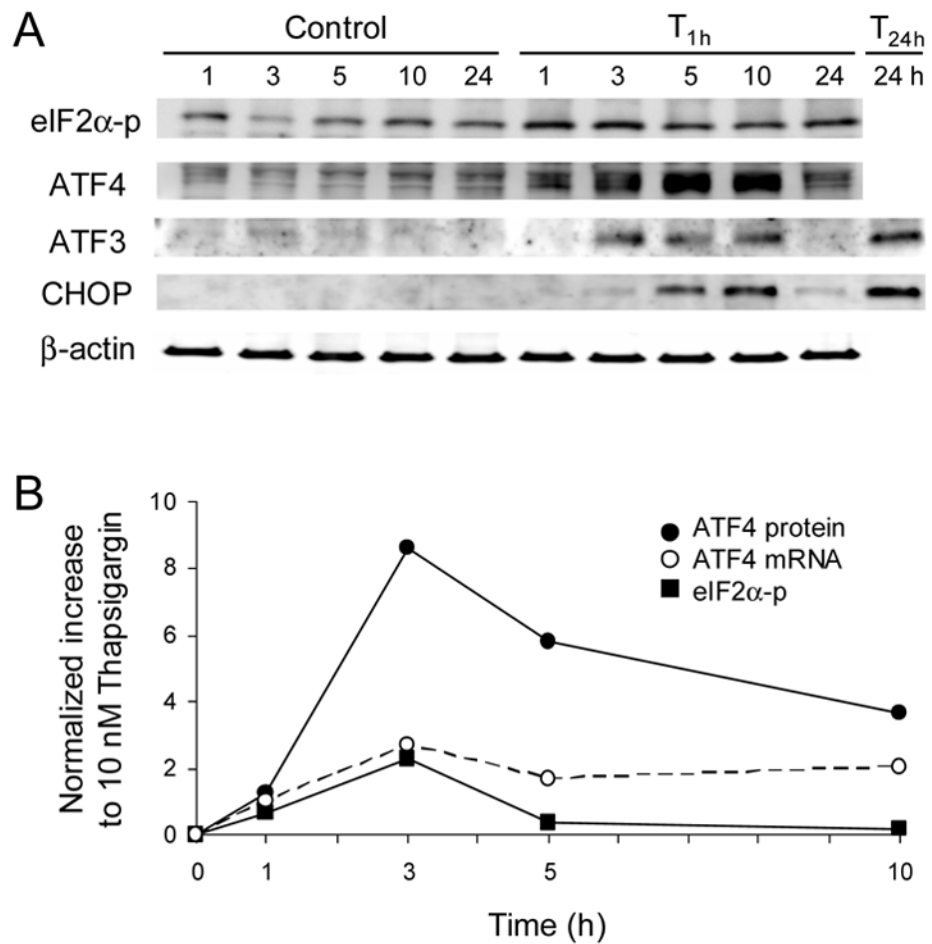 A
Control T1h T24h
1 3 5 10 24 1 3 5 10 24 24 h
eIF2α-p
ATF4
ATF3
CHOP
β-actin
B
Normalized increase
to 10 nM Thapsigargin
10
8
6
4
2
0
ATF4 protein
ATF4 mRNA
eIF2α-p
0 1 3 5 10
Time (h)